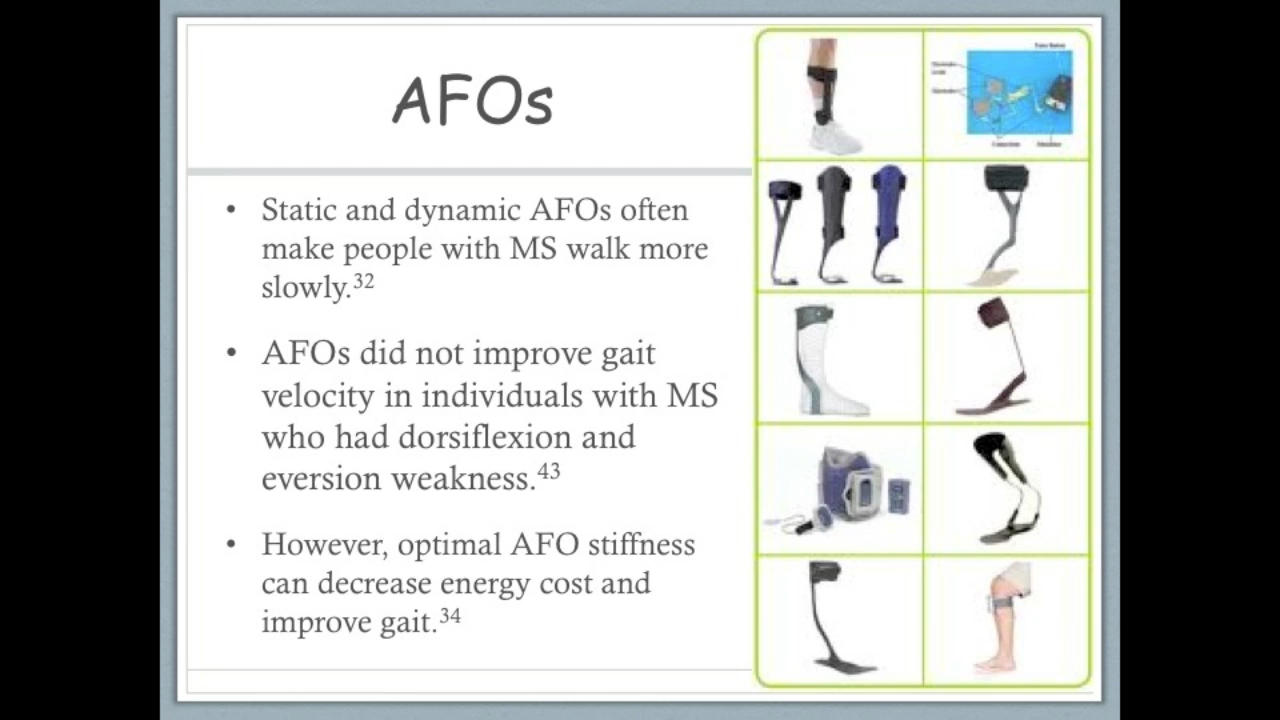 AFOs
• Static and dynamic AFOs often
make people with MS walk more
slowly.32
• AFOs did not improve gait
velocity in individuals with MS
who had dorsiflexion and
eversion weakness.43
• However, optimal AFO stiffness
can decrease energy cost and
improve gait.34